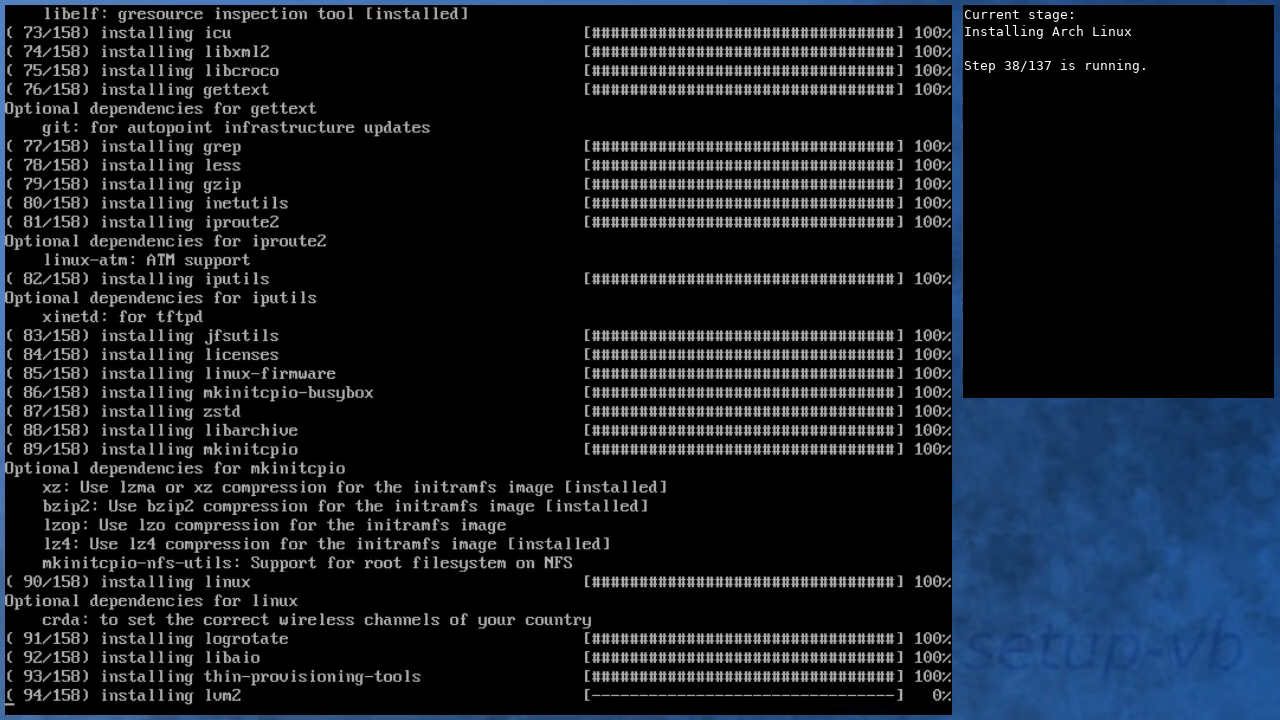 libelf: gresource inspection tool [installed]
( 73/158) installing icu [################################] 100%
( 74/158) installing libxml2 [################################] 100%
( 75/158) installing libcroco [################################] 100%
( 76/158) installing gettext [################################] 100%
Optional dependencies for gettext
    git: for autopoint infrastructure updates
( 77/158) installing grep [################################] 100%
( 78/158) installing less [################################] 100%
( 79/158) installing gzip [################################] 100%
( 80/158) installing inetutils [################################] 100%
( 81/158) installing iproute2 [################################] 100%
Optional dependencies for iproute2
    linux-atm: ATM support
( 82/158) installing iputils [################################] 100%
Optional dependencies for iputils
    xinetd: for tftpd
( 83/158) installing jfsutils [################################] 100%
( 84/158) installing licenses [################################] 100%
( 85/158) installing linux-firmware [################################] 100%
( 86/158) installing mkinitcpio-busybox [################################] 100%
( 87/158) installing zstd [################################] 100%
( 88/158) installing libarchive [################################] 100%
( 89/158) installing mkinitcpio [################################] 100%
Optional dependencies for mkinitcpio
    xz: Use lzma or xz compression for the initramfs image [installed]
    bzip2: Use bzip2 compression for the initramfs image [installed]
    lzop: Use lzo compression for the initramfs image
    lz4: Use lz4 compression for the initramfs image [installed]
    mkinitcpio-nfs-utils: Support for root filesystem on NFS
( 90/158) installing linux [################################] 100%
Optional dependencies for linux
    crda: to set the correct wireless channels of your country
( 91/158) installing logrotate [################################] 100%
( 92/158) installing libaio [################################] 100%
( 93/158) installing thin-provisioning-tools [################################] 100%
( 94/158) installing lvm2 [--------------------------------] 0%
Current stage:
Installing Arch Linux
Step 38/137 is running.
setup-vb